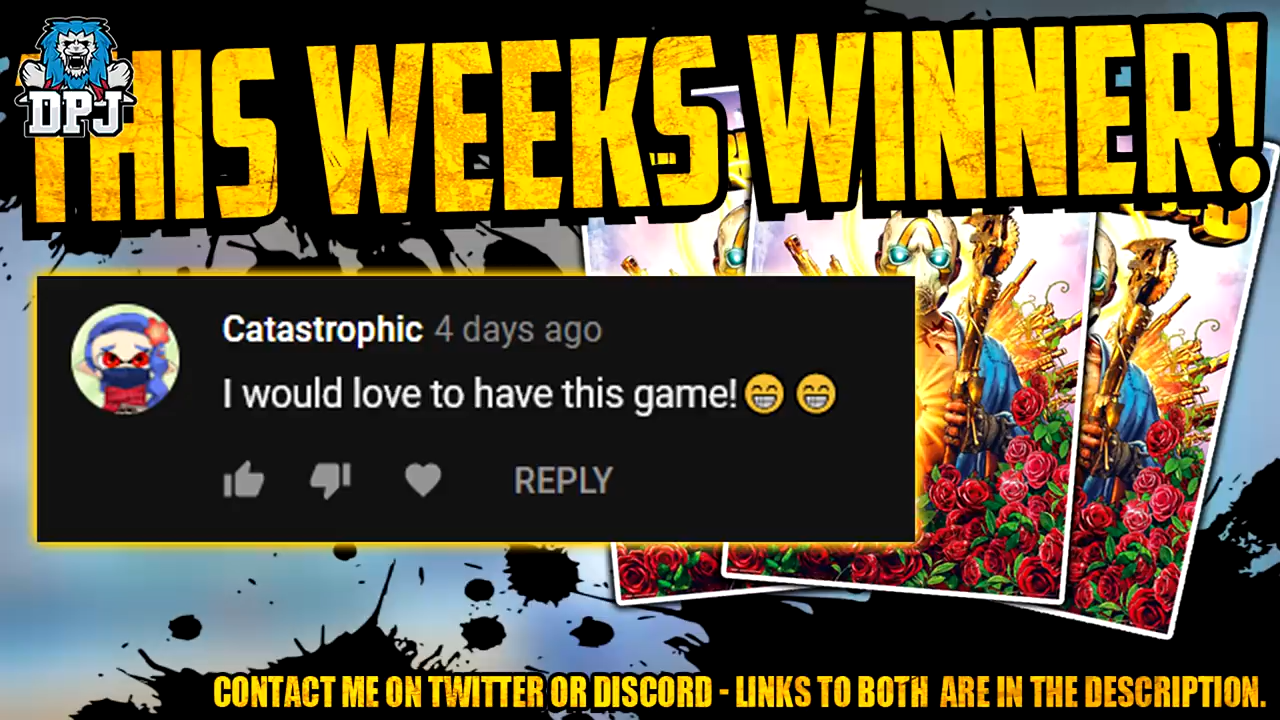 THIS WEEKS WINNER!
DPJ
Catastrophic 4 days ago
I would love to have this game!😁 😁
REPLY
CONTACT ME ON TWITTER OR DISCORD - LINKS TO BOTH ARE IN THE DESCRIPTION.